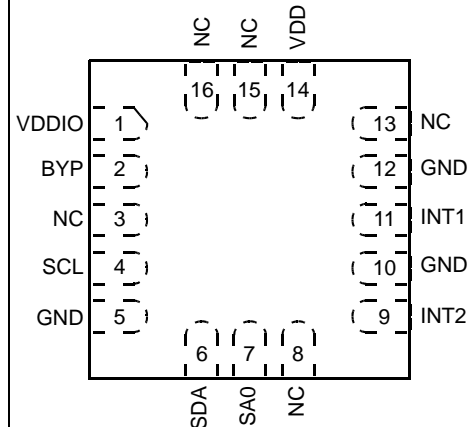 NC NC VDD
16 15 14
VDDIO 1 13 NC
BYP 2 12 GND
NC 3 11 INT1
SCL 4 10 GND
GND 5 9 INT2
6 7 8
SDA SA0 NC